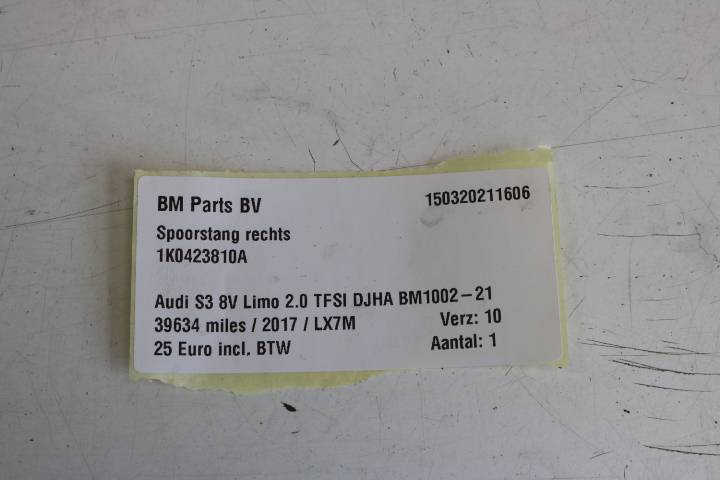 BM Parts BV 150320211606
Spoorstang rechts
1K0423810A
Audi S3 8V Limo 2.0 TFSI DJHA BM1002-21
39634 miles / 2017 / LX7M Verz: 10
25 Euro incl. BTW Aantal: 1